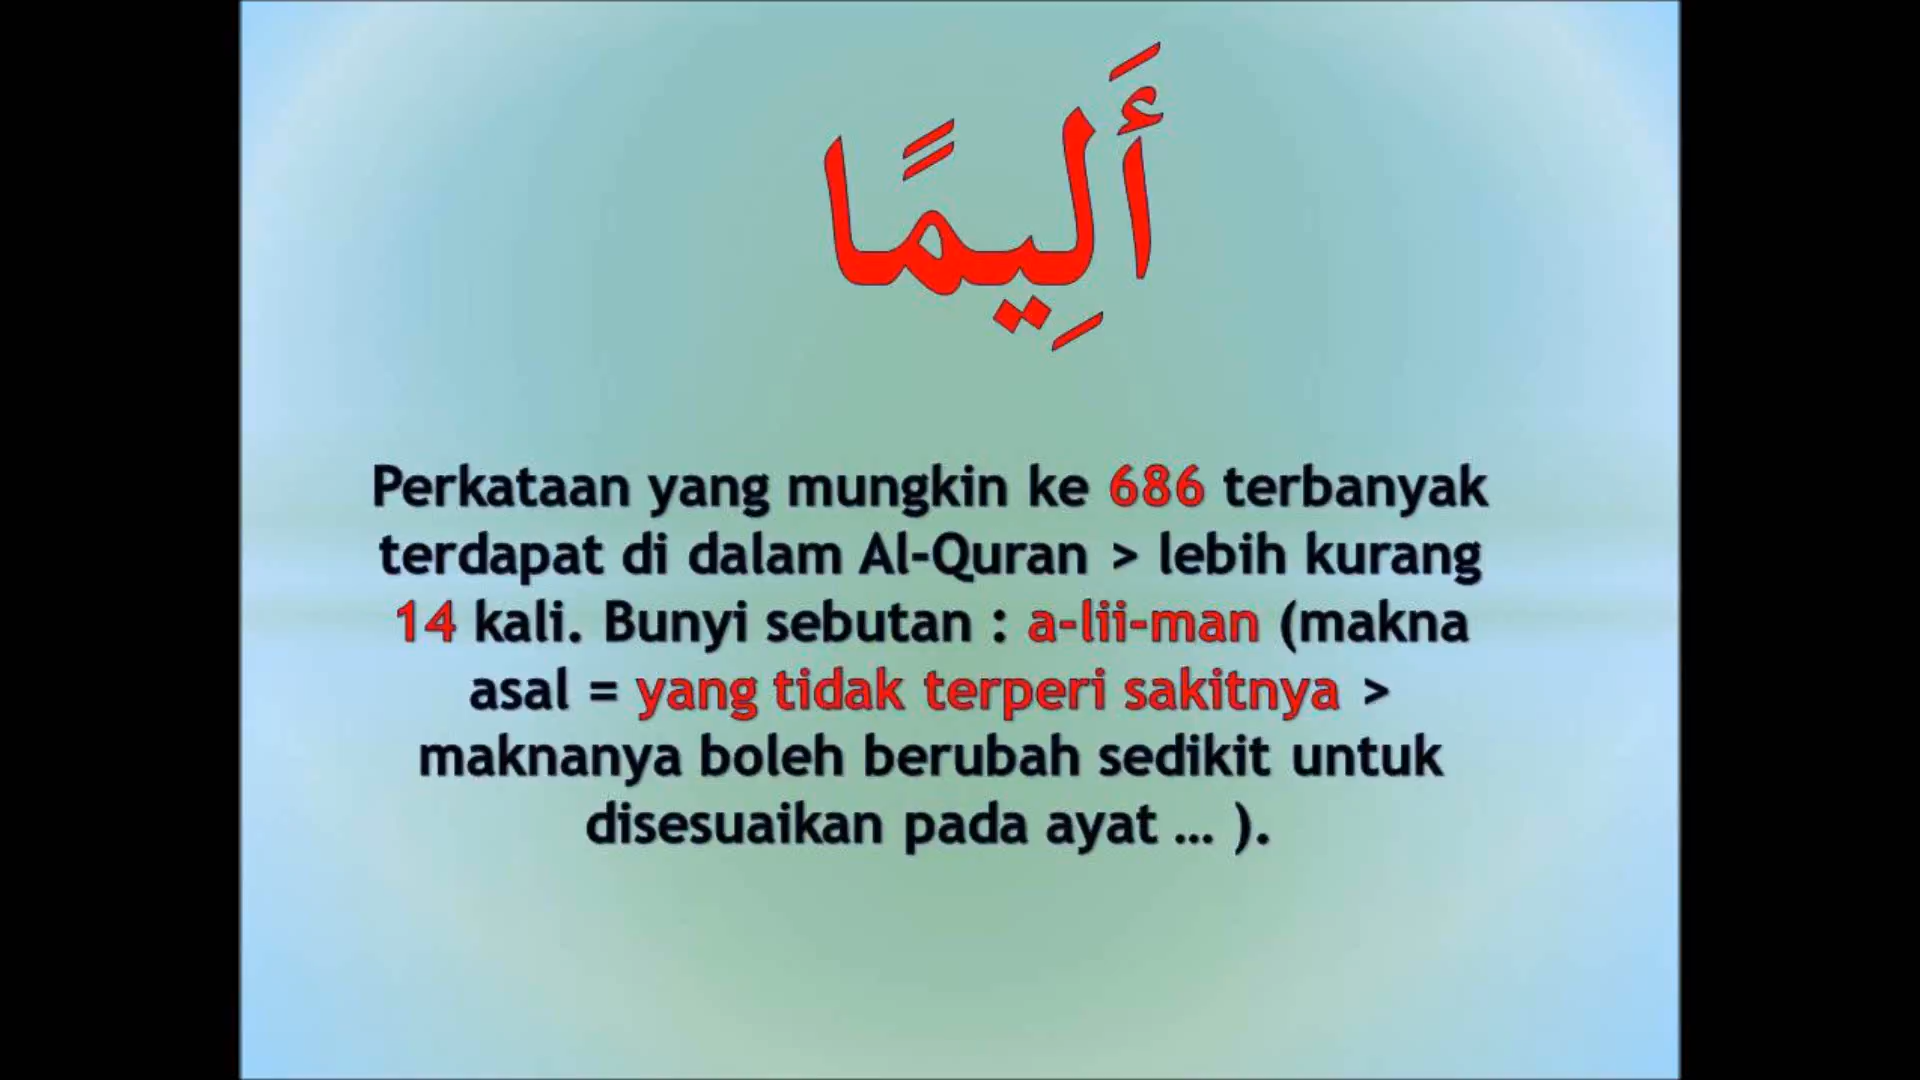 أَلِيمًا
Perkataan yang mungkin ke 686 terbanyak
terdapat di dalam Al-Quran > lebih kurang
14 kali. Bunyi sebutan : a-lii-man (makna
asal = yang tidak terperi sakitnya >
maknanya boleh berubah sedikit untuk
disesuaikan pada ayat ... ).